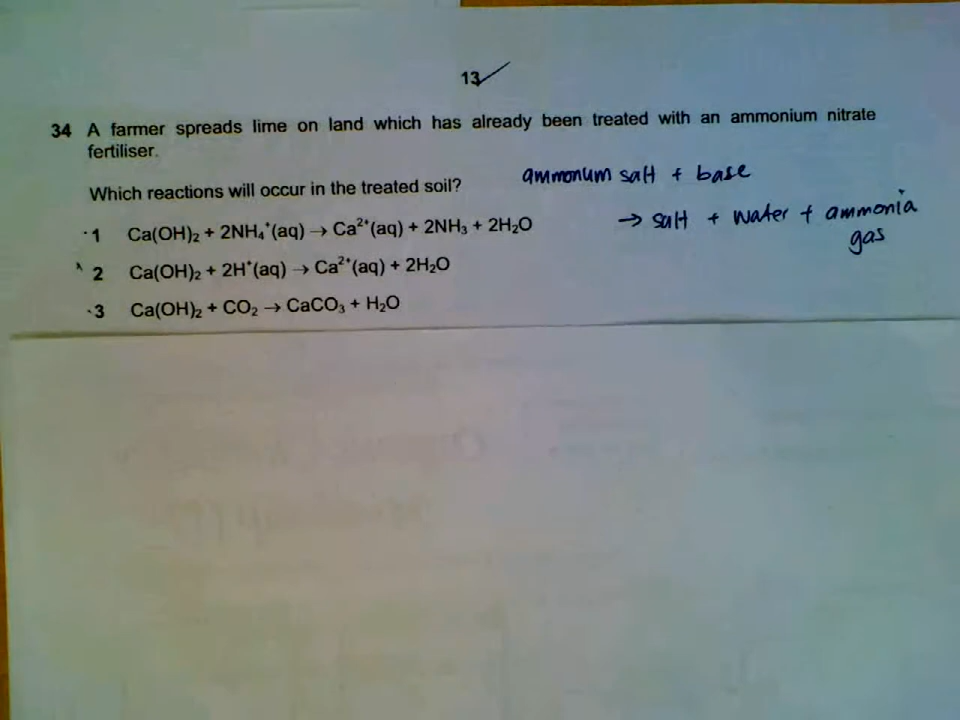 13
34 A farmer spreads lime on land which has already been treated with an ammonium nitrate
fertiliser.
ammonum salt + base
Which reactions will occur in the treated soil?
→ salt + water + ammonia
gas
1 Ca(OH)₂ + 2NH₄⁺(aq) → Ca²⁺(aq) + 2NH₃ + 2H₂O
2 Ca(OH)₂ + 2H⁺(aq) → Ca²⁺(aq) + 2H₂O
3 Ca(OH)₂ + CO₂ → CaCO₃ + H₂O